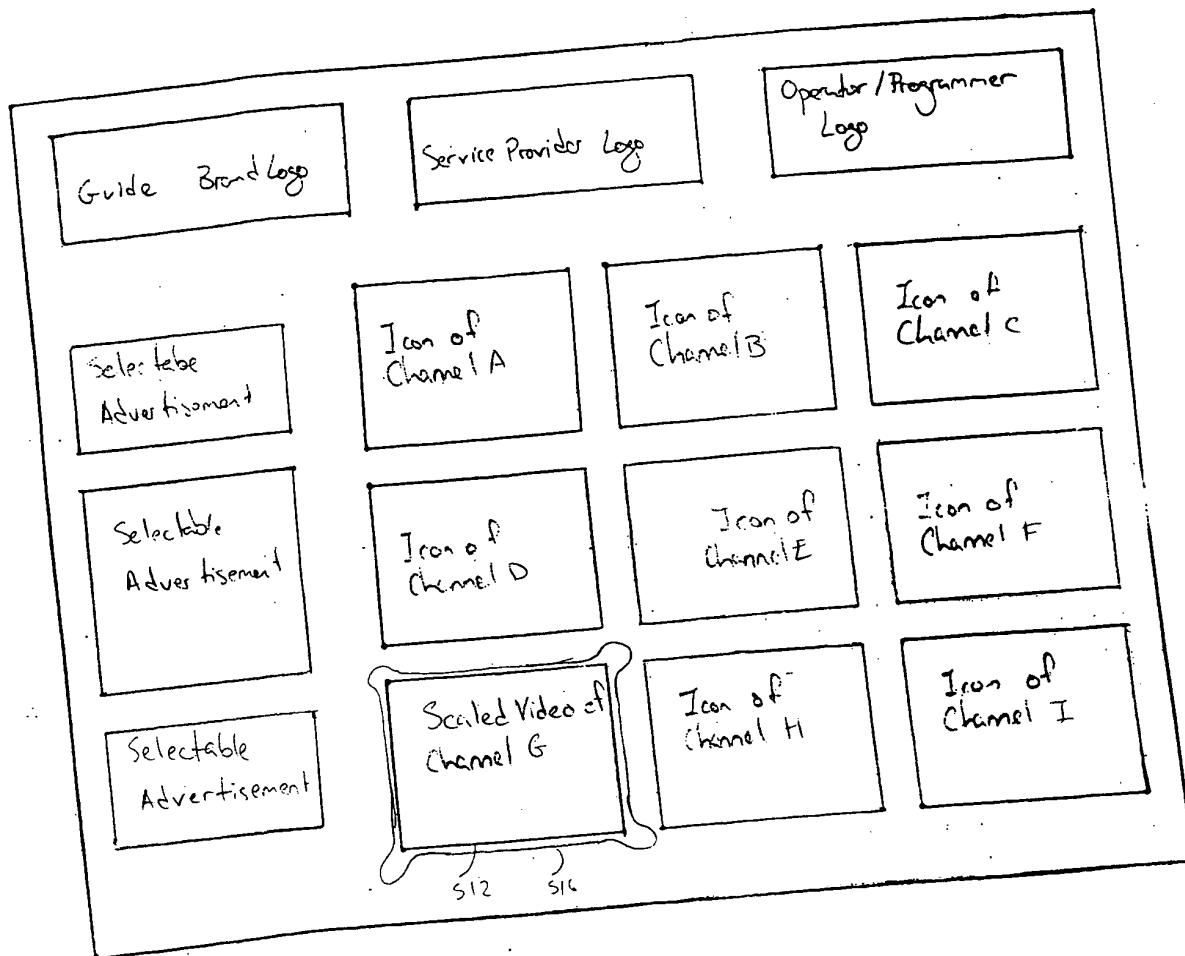 Guide Brand Logo
Service Provider Logo
Operator/Programmer
Logo
Selectabe
Advertisement
Icon of
Channel A
Icon of
Channel B
Icon of
Channel C
Selectable
Advertisement
Icon of
Channel D
Icon of
Channel E
Icon of
Channel F
Selectable
Advertisement
Scaled Video of
Channel G
Icon of
Channel H
Icon of
Channel I
512
516